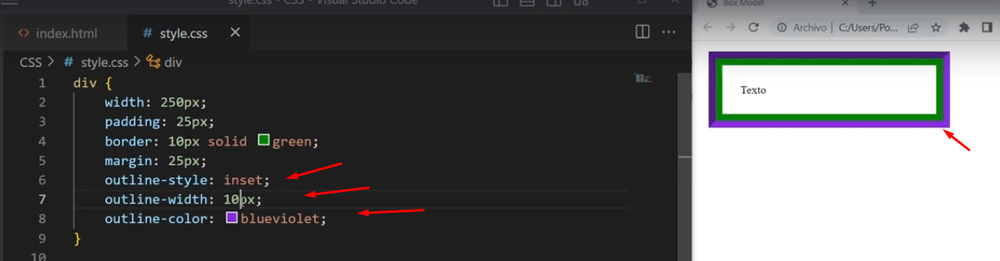 style.css - CSS - Visual Studio Code
index.html
# style.css
CSS > # style.css > div
1 div {
2 width: 250px;
3 padding: 25px;
4 border: 10px solid green;
5 margin: 25px;
6 outline-style: inset;
7 outline-width: 10px;
8 outline-color: blueviolet;
9 }
10
Box Model
Archivo | C:/Users/Po...
Texto